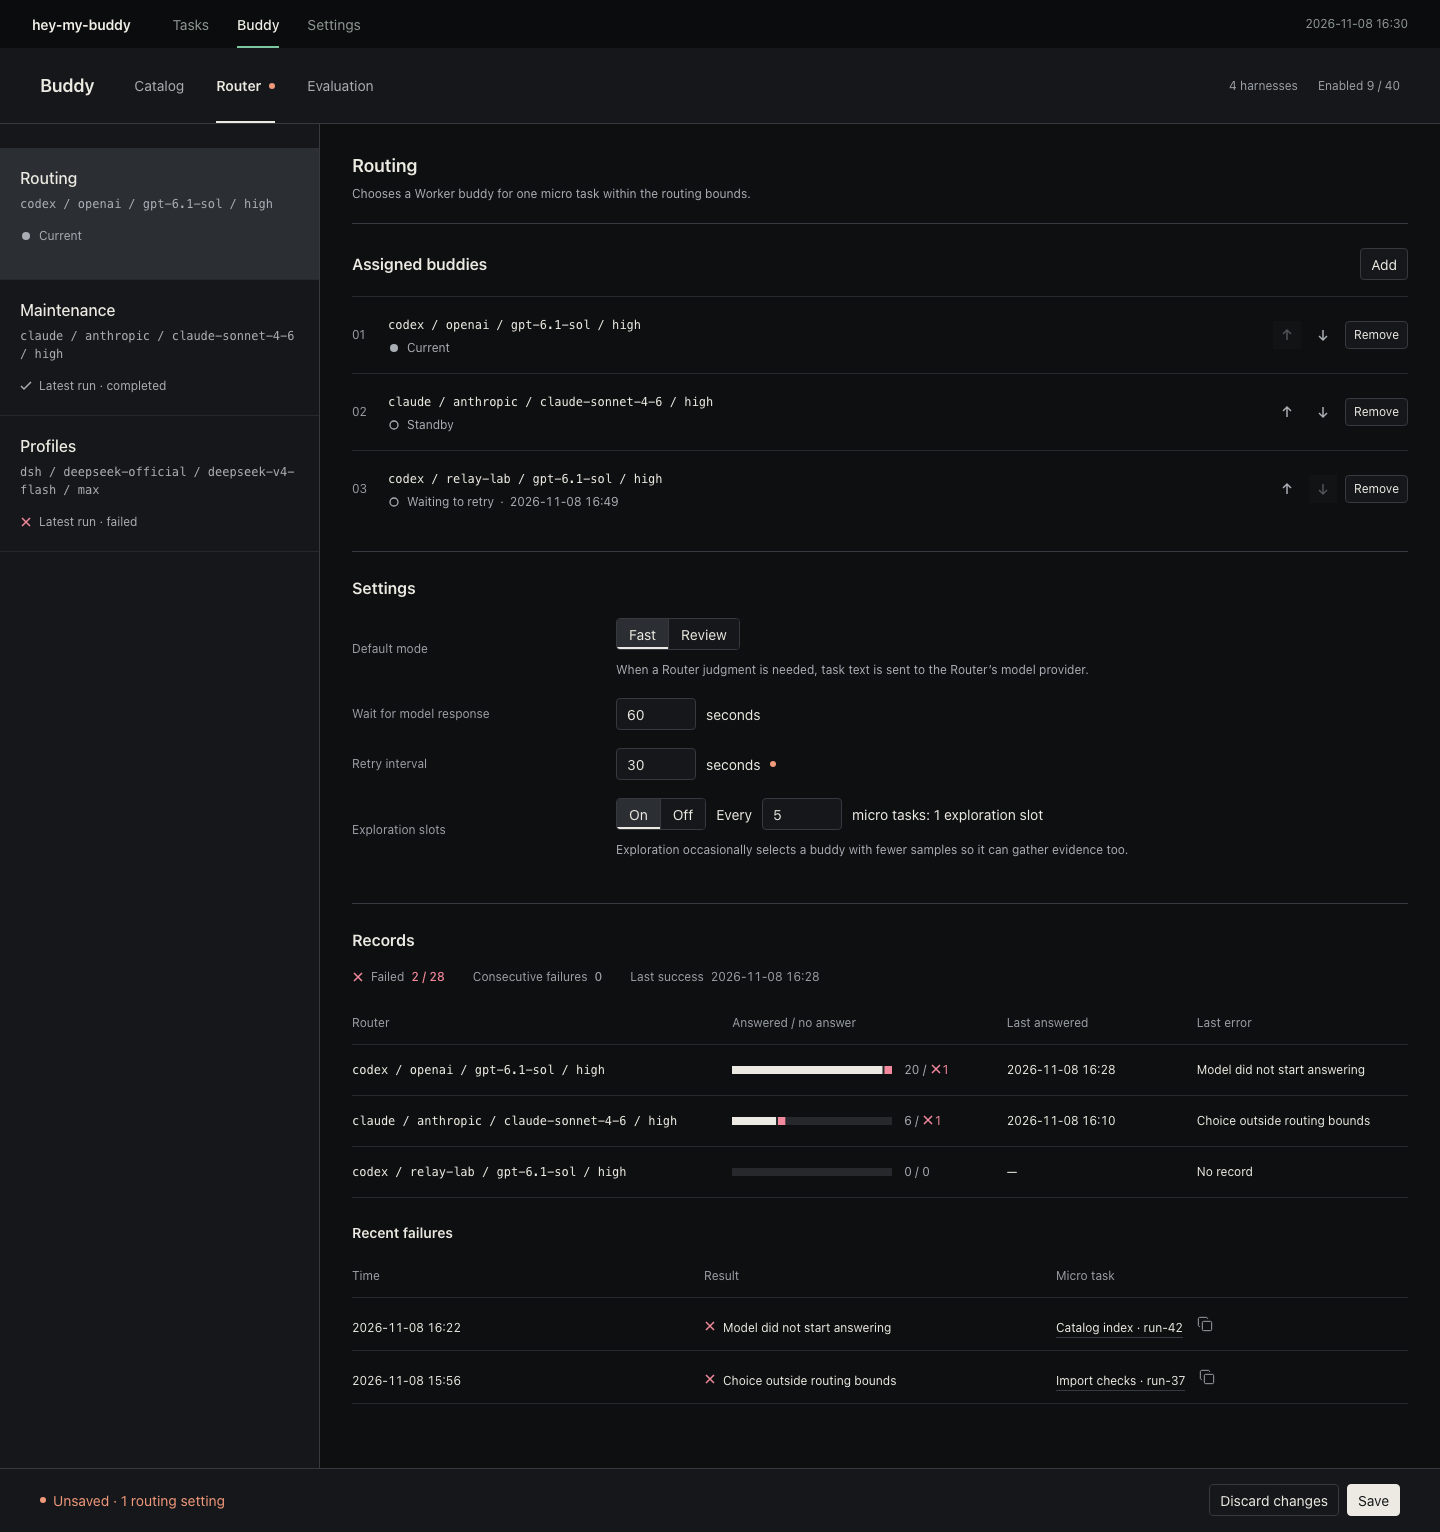 hey-my-buddy
Tasks
Buddy
Settings
2026-11-08 16:30
Buddy
Catalog
Router
Evaluation
4 harnesses
Enabled 9 / 40
Routing
codex / openai / gpt-6.1-sol / high
Current
Maintenance
claude / anthropic / claude-sonnet-4-6
/ high
Latest run · completed
Profiles
dsh / deepseek-official / deepseek-v4-
flash / max
Latest run · failed
Routing
Chooses a Worker buddy for one micro task within the routing bounds.
Assigned buddies
Add
01
codex / openai / gpt-6.1-sol / high
Current
Remove
02
claude / anthropic / claude-sonnet-4-6 / high
Standby
Remove
03
codex / relay-lab / gpt-6.1-sol / high
Waiting to retry · 2026-11-08 16:49
Remove
Settings
Default mode
Fast
Review
When a Router judgment is needed, task text is sent to the Router's model provider.
Wait for model response
60 seconds
Retry interval
30 seconds
Exploration slots
On
Off
Every 5 micro tasks: 1 exploration slot
Exploration occasionally selects a buddy with fewer samples so it can gather evidence too.
Records
Failed 2 / 28
Consecutive failures 0
Last success 2026-11-08 16:28
Router
Answered / no answer
Last answered
Last error
codex / openai / gpt-6.1-sol / high
20 / ✕1
2026-11-08 16:28
Model did not start answering
claude / anthropic / claude-sonnet-4-6 / high
6 / ✕1
2026-11-08 16:10
Choice outside routing bounds
codex / relay-lab / gpt-6.1-sol / high
0 / 0
—
No record
Recent failures
Time
Result
Micro task
2026-11-08 16:22
Model did not start answering
Catalog index · run-42
2026-11-08 15:56
Choice outside routing bounds
Import checks · run-37
Unsaved · 1 routing setting
Discard changes
Save